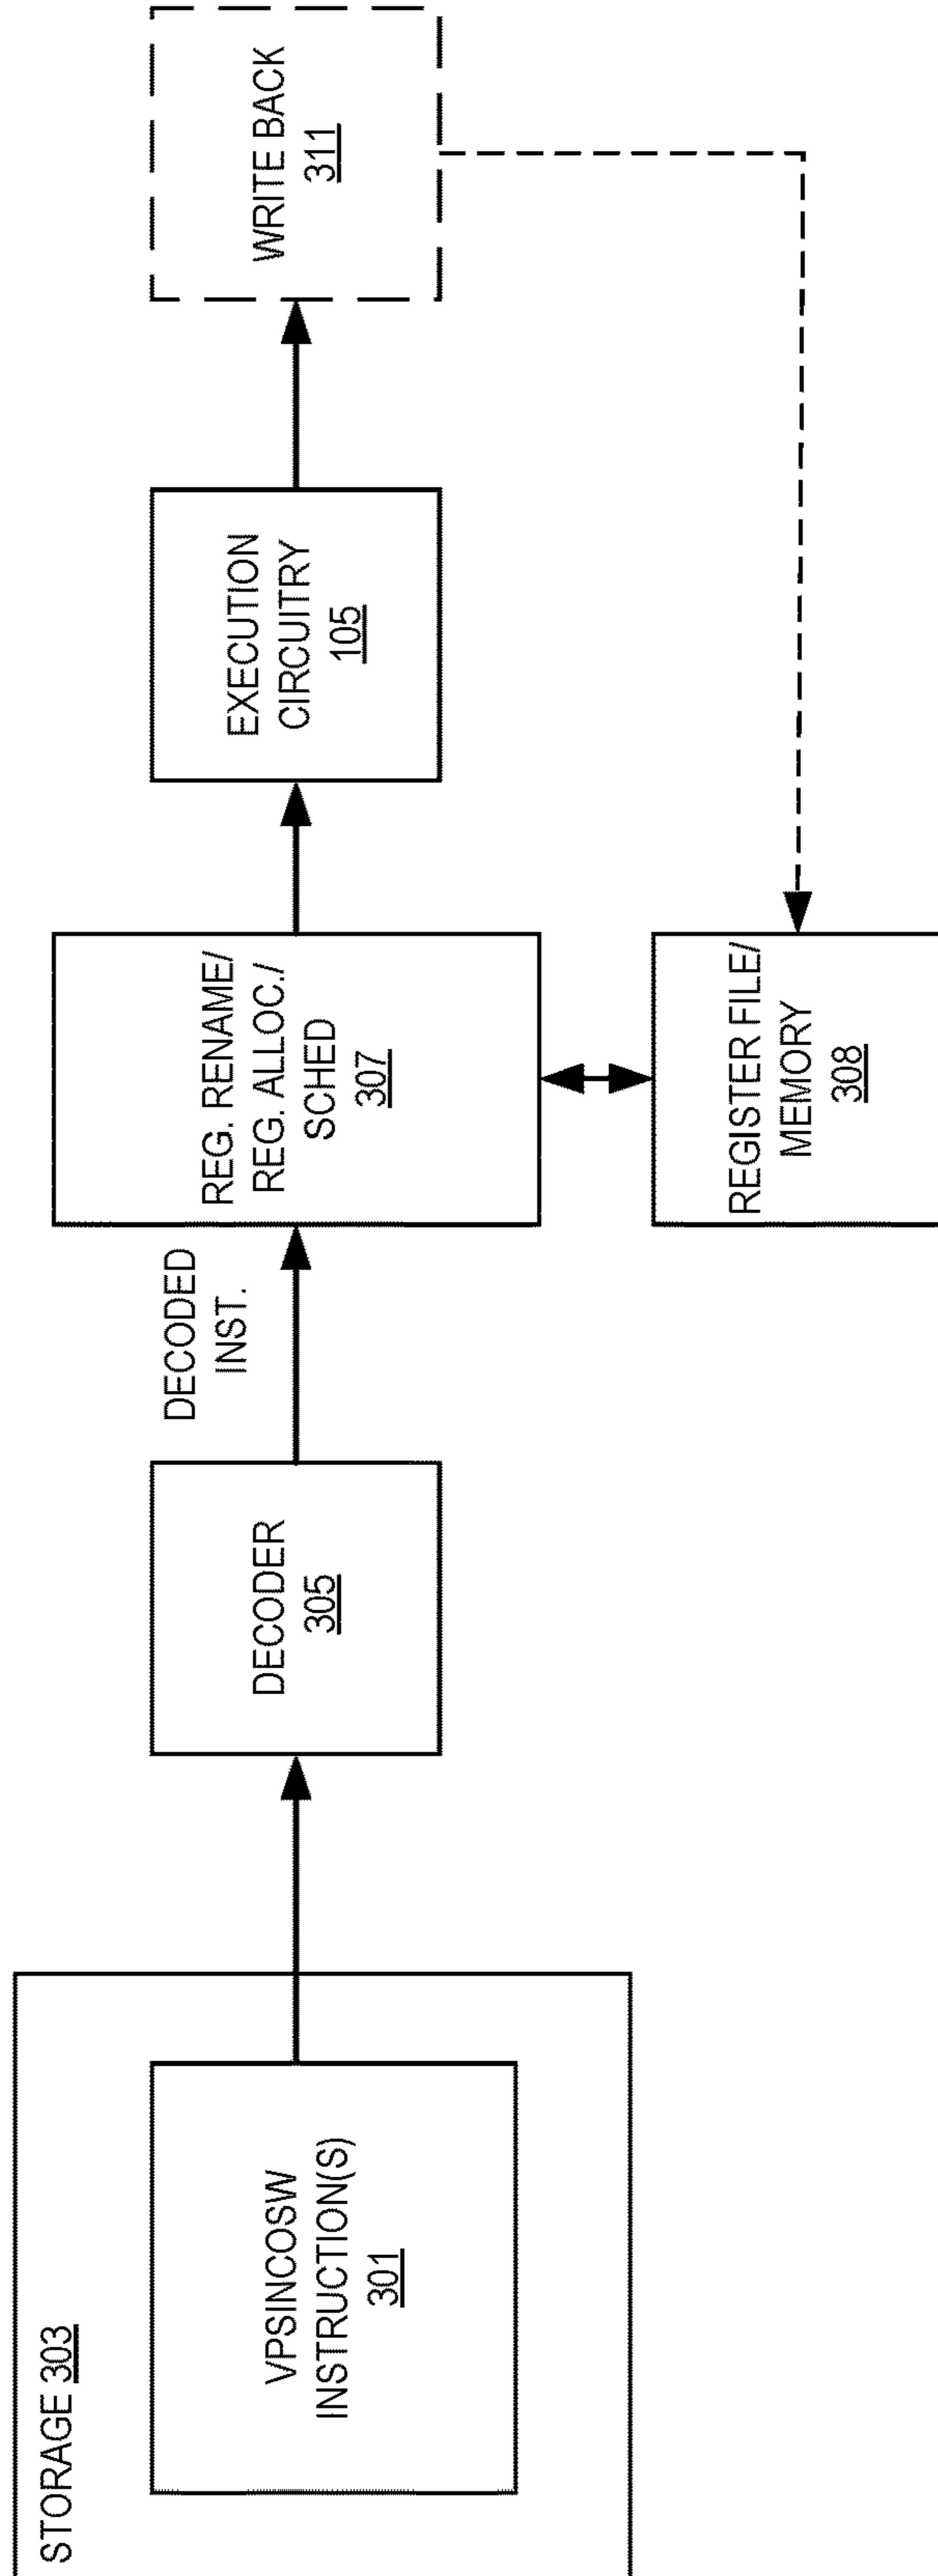 STORAGE 303
VPSINCOSW
INSTRUCTION(S)
301
DECODER
305
DECODED
INST.
REG. RENAME/
REG. ALLOC./
SCHED
307
REGISTER FILE/
MEMORY
308
EXECUTION
CIRCUITRY
105
WRITE BACK
311